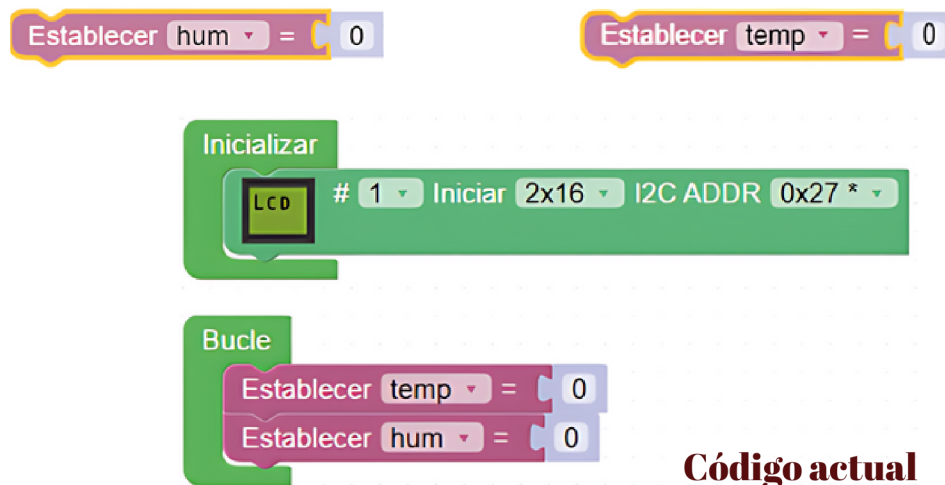 Establecer hum = 0
Establecer temp = 0
Inicializar
LCD # 1 Iniciar 2x16 I2C ADDR 0x27 *
Bucle
Establecer temp = 0
Establecer hum = 0
Código actual